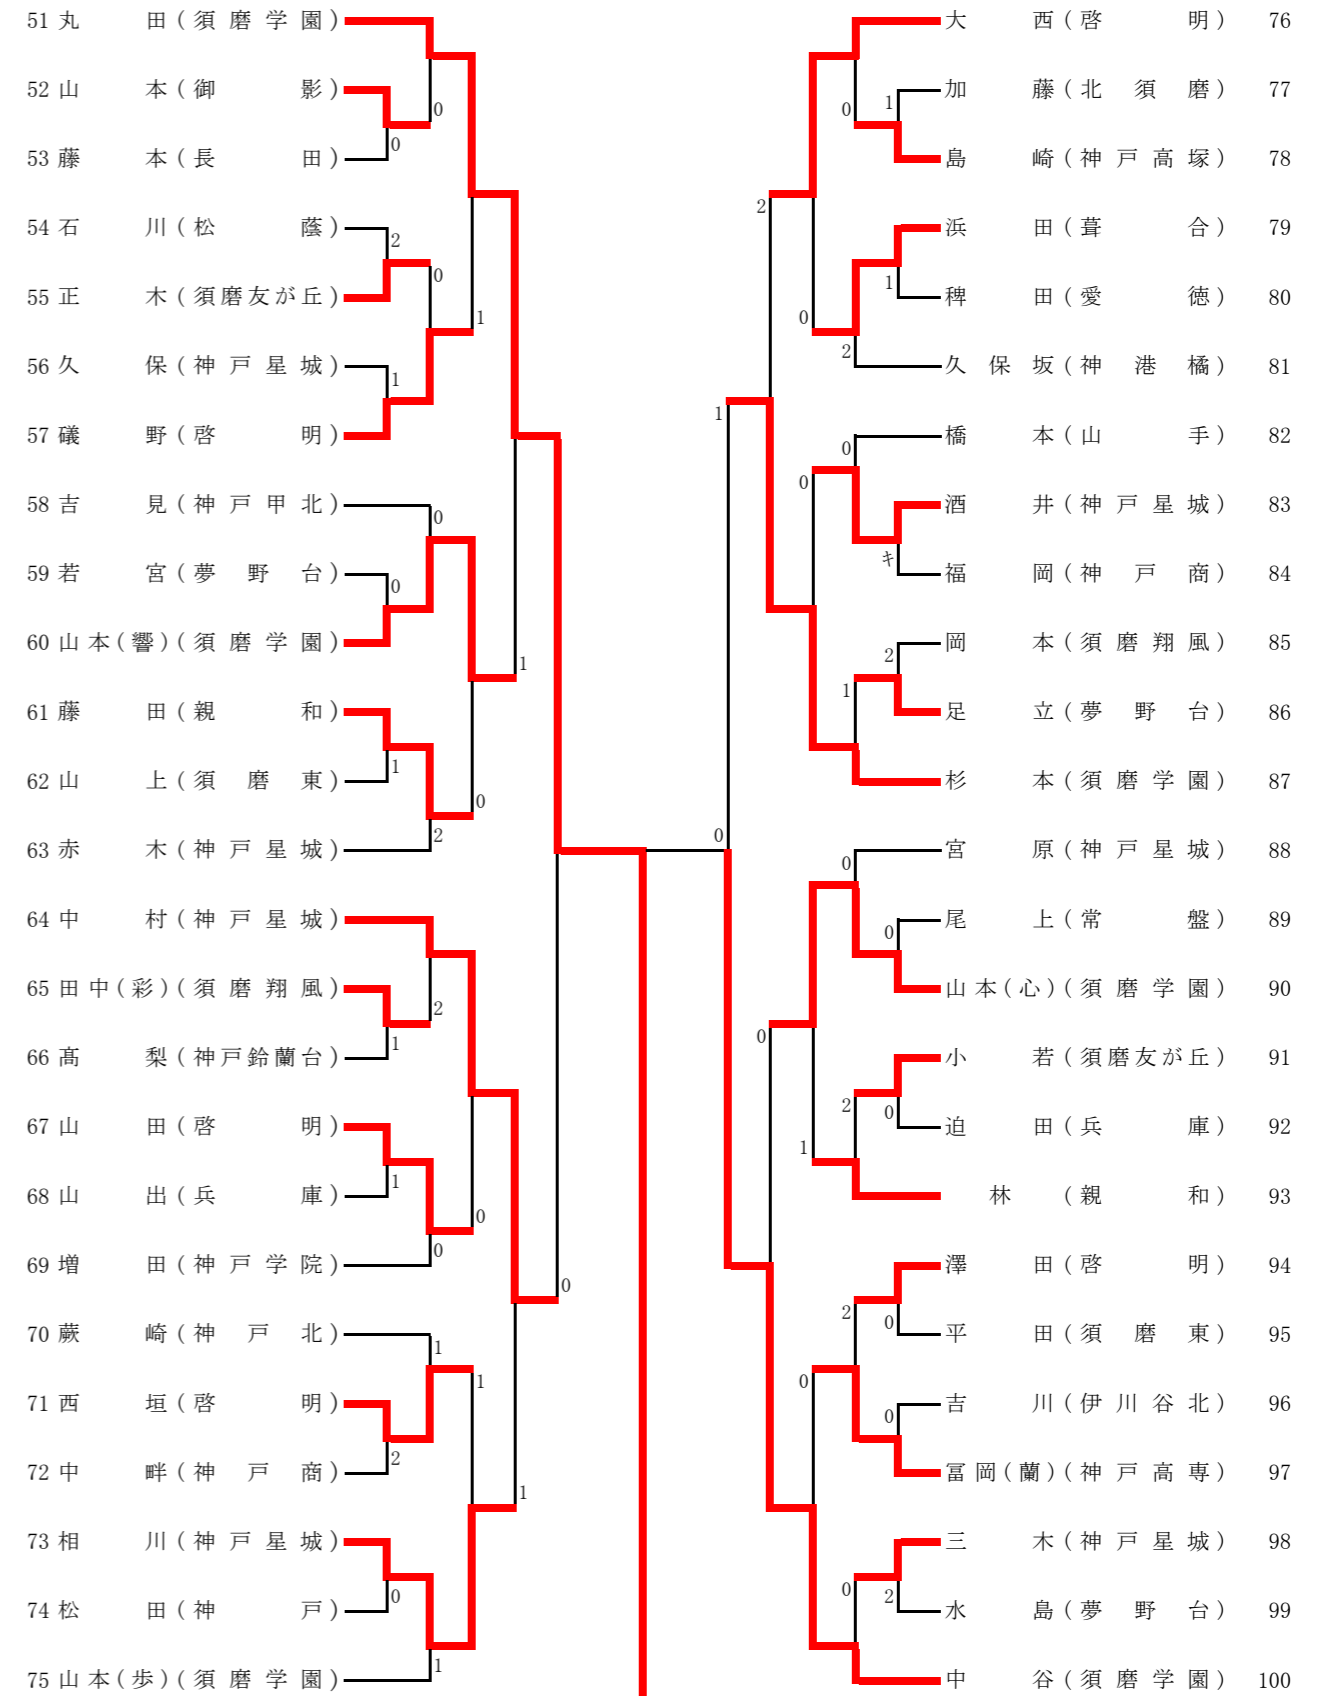 51 丸田(須磨学園)
52 山本(御影)
0
53 藤本(長田)
0
54 石川(松蔭)
2
0
55 正木(須磨友が丘)
1
56 久保(神戸星城)
1
57 礒野(啓明)
58 吉見(神戸甲北)
0
59 若宮(夢野台)
0
60 山本(響)(須磨学園)
1
61 藤田(親和)
62 山上(須磨東)
1
0
63 赤木(神戸星城)
2
64 中村(神戸星城)
65 田中(彩)(須磨翔風)
2
66 髙梨(神戸鈴蘭台)
1
67 山田(啓明)
68 山出(兵庫)
1
0
69 増田(神戸学院)
0
0
70 蕨崎(神戸北)
1
71 西垣(啓明)
1
72 中畔(神戸商)
2
1
73 相川(神戸星城)
74 松田(神戸)
0
75 山本(歩)(須磨学園)
1
大西(啓明) 76
加藤(北須磨) 77
0
1
島崎(神戸高塚) 78
2
浜田(葺合) 79
1
稗田(愛徳) 80
0
2
久保坂(神港橘) 81
1
橋本(山手) 82
0
0
酒井(神戸星城) 83
キ
福岡(神戸商) 84
岡本(須磨翔風) 85
2
1
足立(夢野台) 86
杉本(須磨学園) 87
0
宮原(神戸星城) 88
0
尾上(常盤) 89
0
山本(心)(須磨学園) 90
0
小若(須磨友が丘) 91
2
0
迫田(兵庫) 92
1
林(親和) 93
澤田(啓明) 94
2
0
平田(須磨東) 95
0
吉川(伊川谷北) 96
0
冨岡(蘭)(神戸高専) 97
三木(神戸星城) 98
0
2
水島(夢野台) 99
中谷(須磨学園) 100